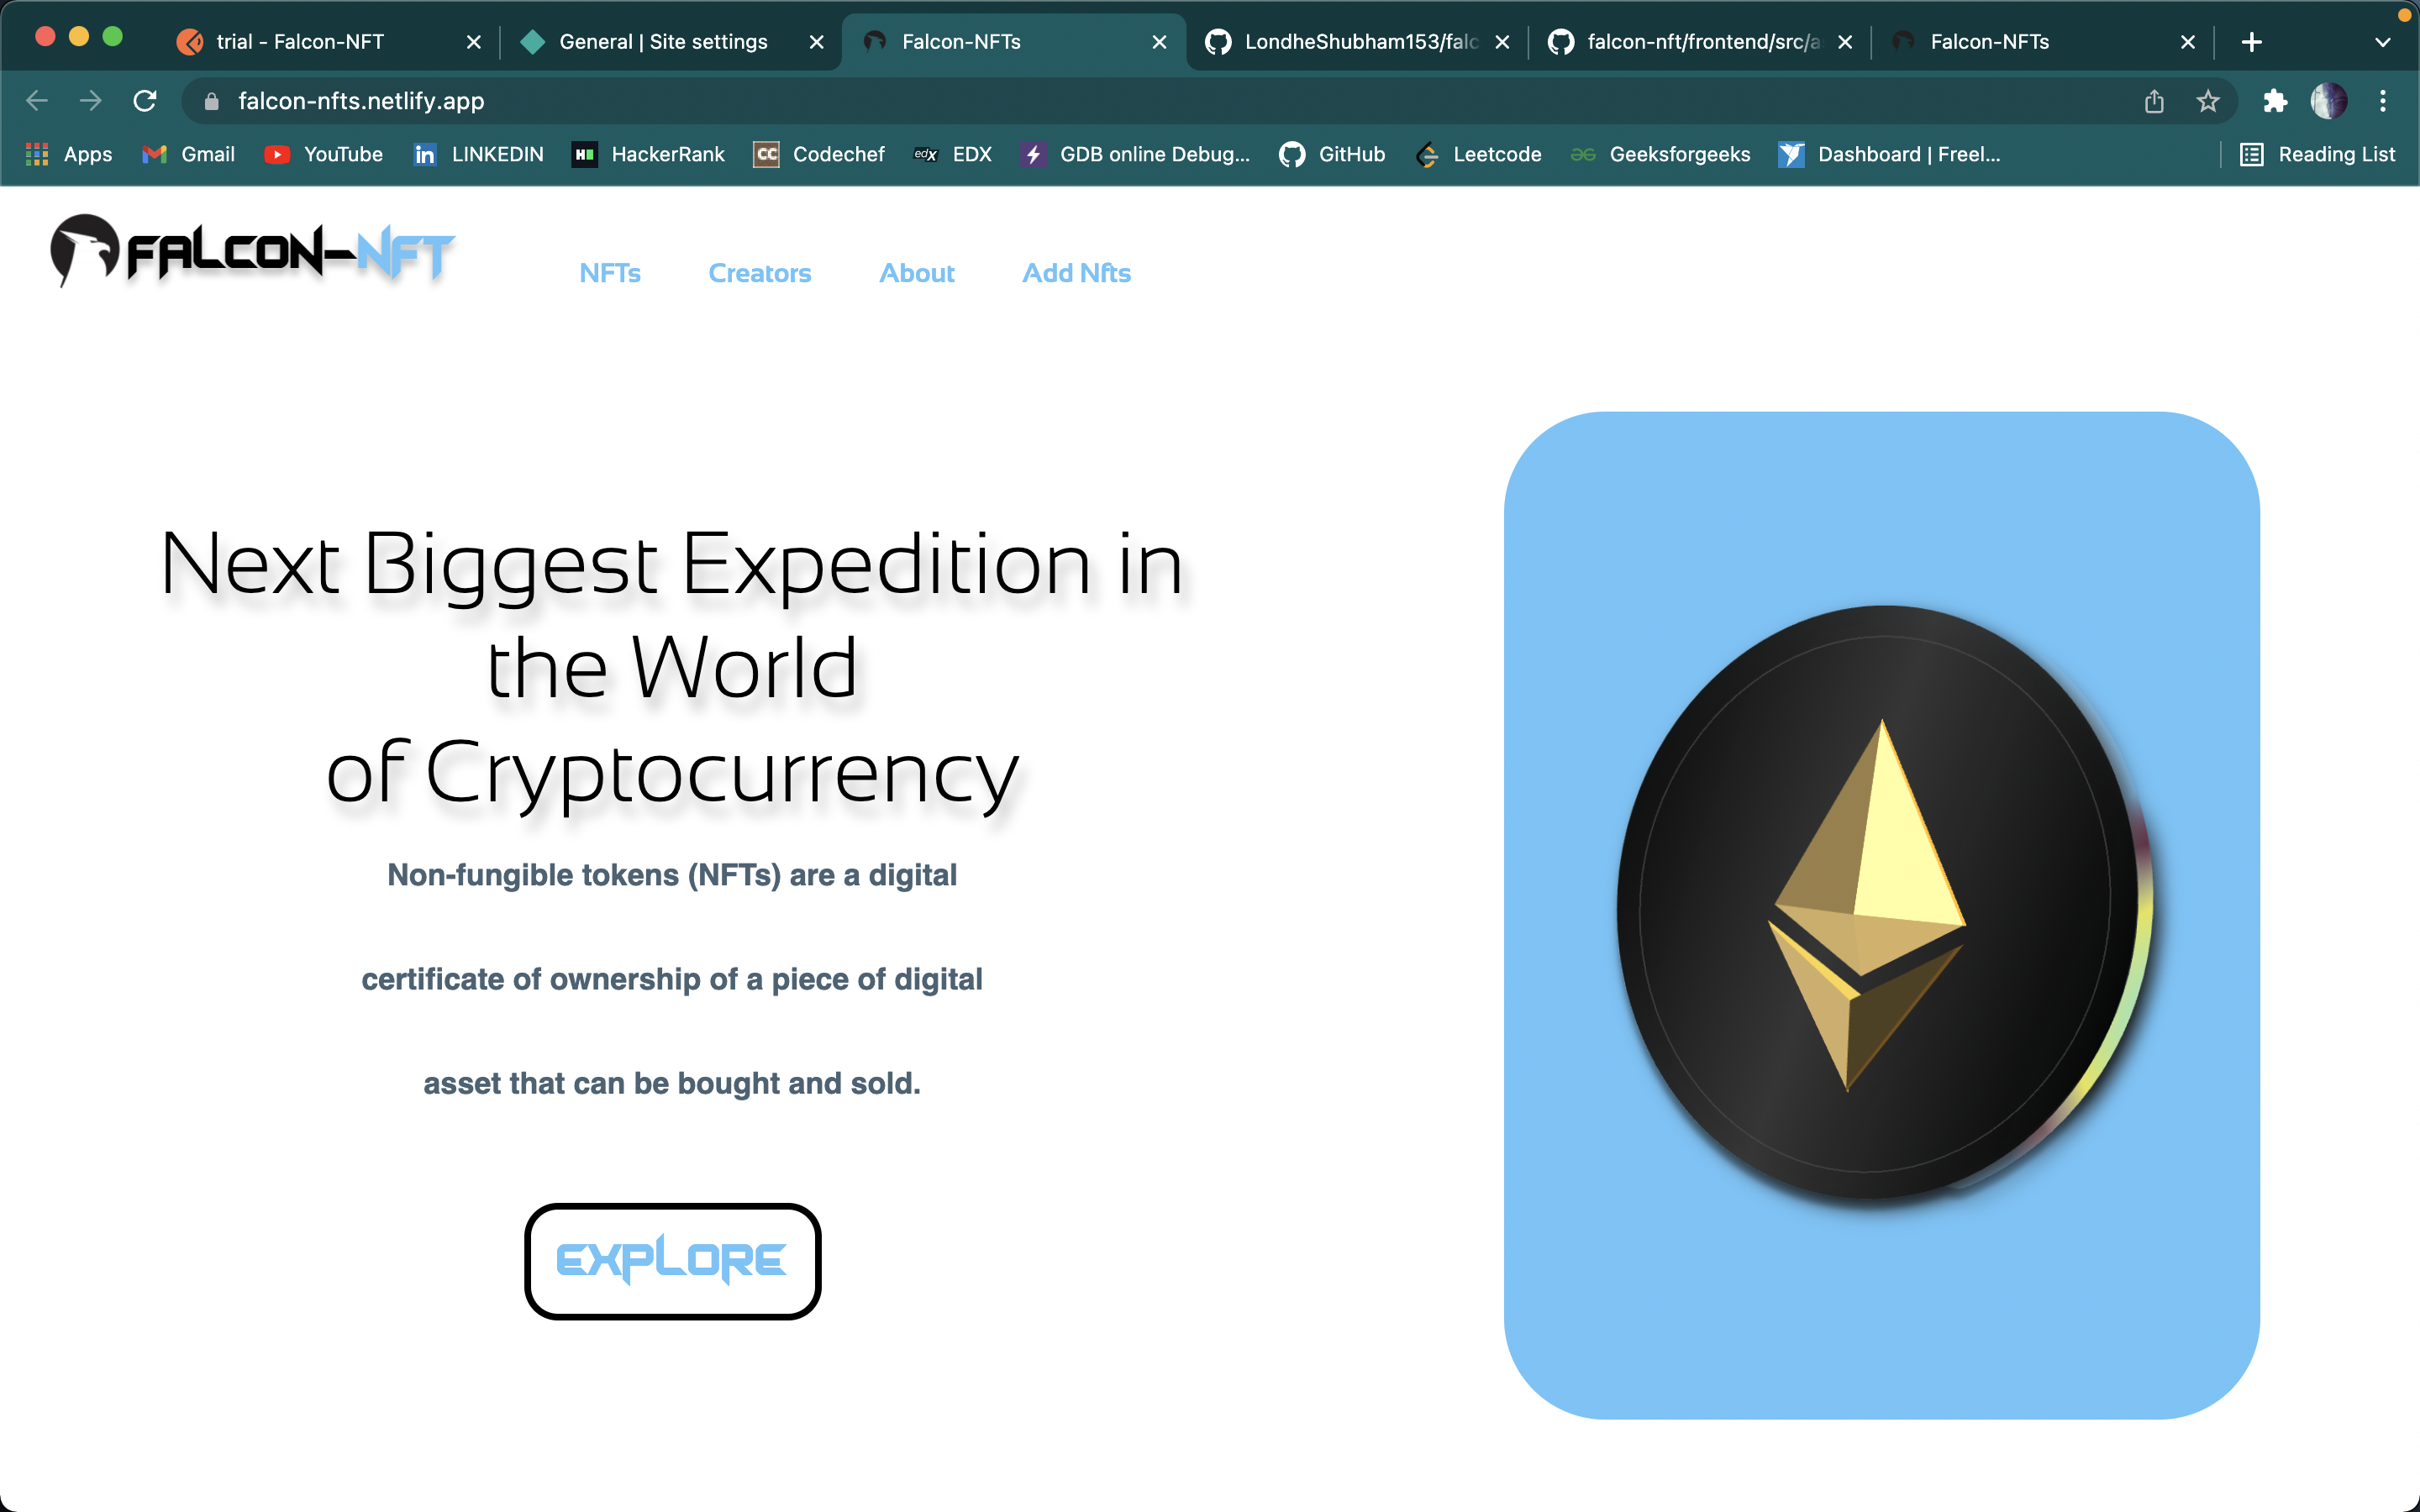 trial - Falcon-NFT
General | Site settings
Falcon-NFTs
LondheShubham153/falc
falcon-nft/frontend/src/a
Falcon-NFTs
falcon-nfts.netlify.app
Apps
Gmail
YouTube
in LINKEDIN
H HackerRank
CC Codechef
edX EDX
GDB online Debug...
GitHub
Leetcode
Geeksforgeeks
Dashboard | Freel...
Reading List
FALCON-NFT
NFTs
Creators
About
Add Nfts
Next Biggest Expedition in
the World
of Cryptocurrency
Non-fungible tokens (NFTs) are a digital
certificate of ownership of a piece of digital
asset that can be bought and sold.
EXPLORE